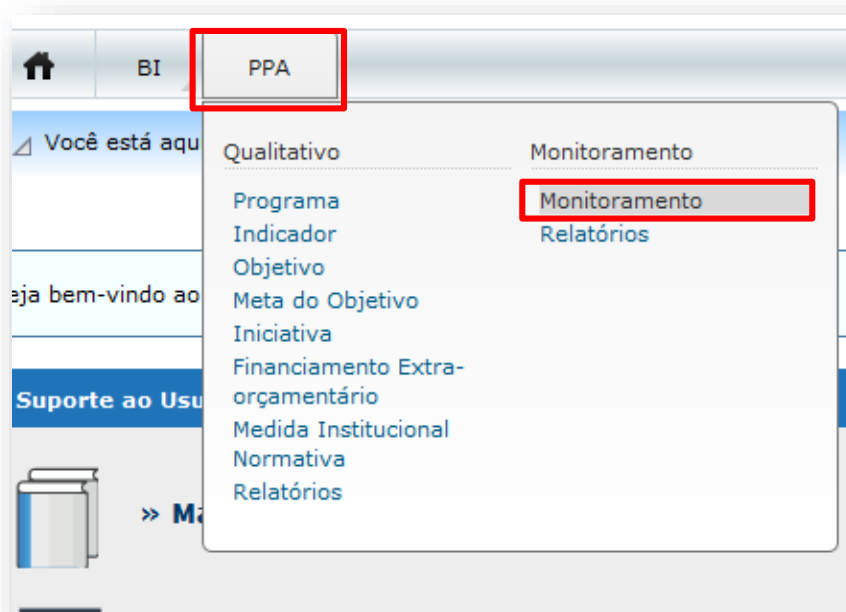 BI
PPA
Você está aqu
Qualitativo
Monitoramento
Programa
Monitoramento
Indicador
Relatórios
Objetivo
eja bem-vindo ao
Meta do Objetivo
Iniciativa
Financiamento Extra-
orçamentário
Suporte ao Usu
Medida Institucional
Normativa
Relatórios
» Ma